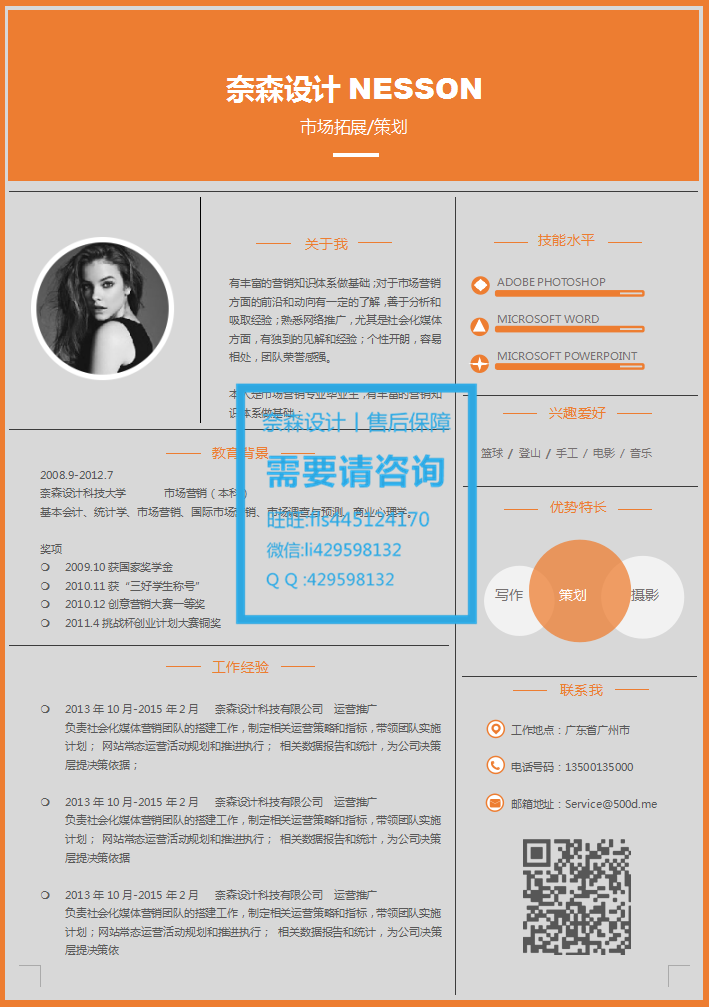 奈森设计 NESSON
市场拓展/策划
关于我
有丰富的营销知识体系做基础;对于市场营销
方面的前沿和动向有一定的了解,善于分析和
吸取经验;熟悉网络推广,尤其是社会化媒体
方面,有独到的见解和经验;个性开朗,容易
相处,团队荣誉感强。
本人是市场营销专业毕业生,有丰富的营销知
识体系做基础;
教育背景
2008.9-2012.7
奈森设计科技大学 市场营销(本科)
基本会计、统计学、市场营销、国际市场营销、市场调查与预测、商业心理学。
奖项
2009.10 获国家奖学金
2010.11 获“三好学生称号”
2010.12 创意营销大赛一等奖
2011.4 挑战杯创业计划大赛铜奖
工作经验
2013 年 10 月-2015 年 2 月 奈森设计科技有限公司 运营推广
负责社会化媒体营销团队的搭建工作,制定相关运营策略和指标,带领团队实施
计划; 网站常态运营活动规划和推进执行; 相关数据报告和统计,为公司决策
层提决策依据;
2013 年 10 月-2015 年 2 月 奈森设计科技有限公司 运营推广
负责社会化媒体营销团队的搭建工作,制定相关运营策略和指标,带领团队实施
计划; 网站常态运营活动规划和推进执行; 相关数据报告和统计,为公司决策
层提决策依据
2013 年 10 月-2015 年 2 月 奈森设计科技有限公司 运营推广
负责社会化媒体营销团队的搭建工作,制定相关运营策略和指标,带领团队实施
计划;网站常态运营活动规划和推进执行; 相关数据报告和统计,为公司决策
层提决策依
技能水平
ADOBE PHOTOSHOP
MICROSOFT WORD
MICROSOFT POWERPOINT
兴趣爱好
篮球 / 登山 / 手工 / 电影 / 音乐
优势特长
写作 策划 摄影
联系我
工作地点:广东省广州市
电话号码:13500135000
邮箱地址:Service@500d.me
奈森设计丨售后保障
需要请咨询
旺旺:fls445124170
微信:li429598132
Q Q :429598132